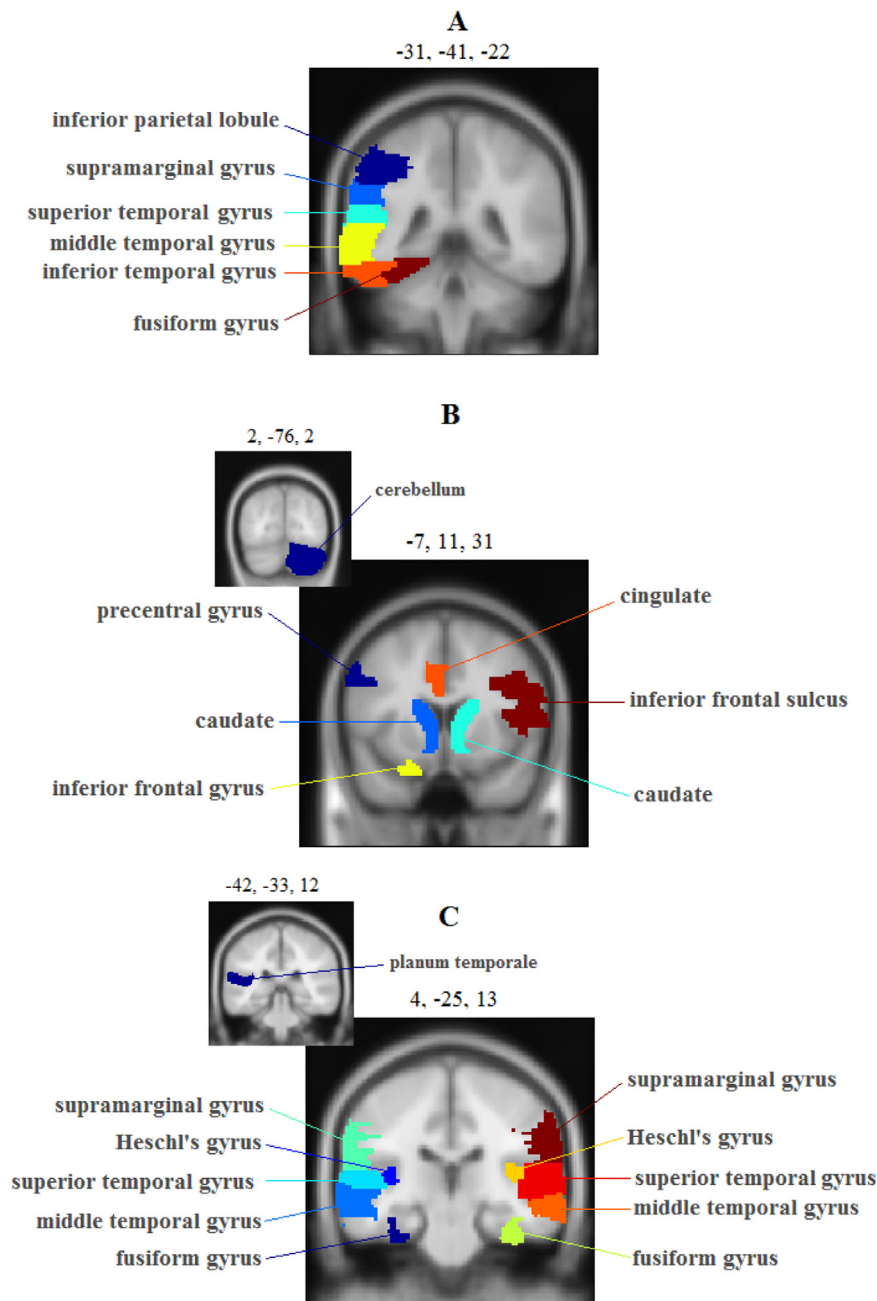 A
-31, -41, -22
inferior parietal lobule
supramarginal gyrus
superior temporal gyrus
middle temporal gyrus
inferior temporal gyrus
fusiform gyrus
B
2, -76, 2
cerebellum
-7, 11, 31
precentral gyrus
cingulate
caudate
inferior frontal sulcus
inferior frontal gyrus
caudate
-42, -33, 12
C
planum temporale
4, -25, 13
supramarginal gyrus
supramarginal gyrus
Heschl's gyrus
Heschl's gyrus
superior temporal gyrus
superior temporal gyrus
middle temporal gyrus
middle temporal gyrus
fusiform gyrus
fusiform gyrus